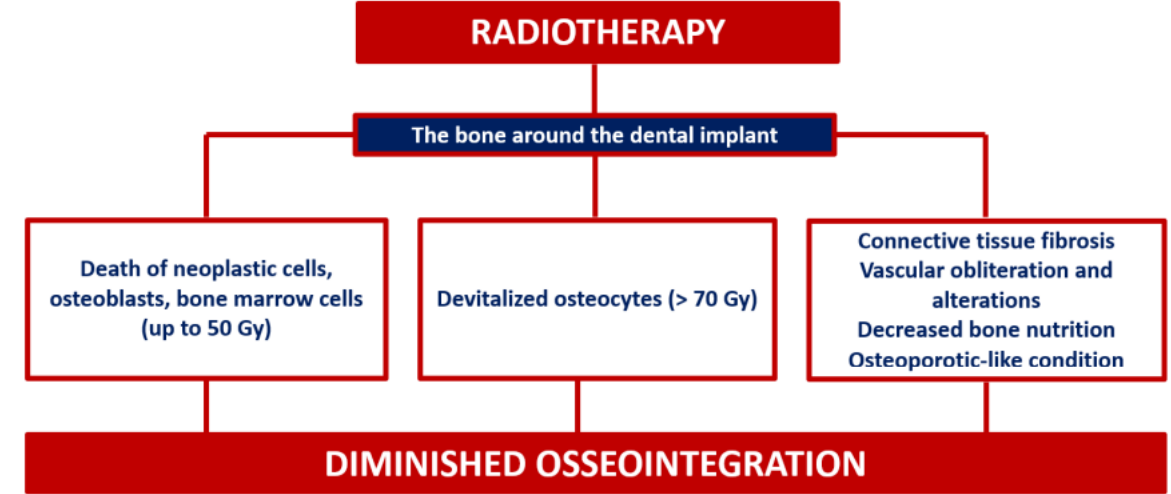 RADIOTHERAPY
The bone around the dental implant
Death of neoplastic cells,
osteoblasts, bone marrow cells
(up to 50 Gy)
Devitalized osteocytes (> 70 Gy)
Connective tissue fibrosis
Vascular obliteration and
alterations
Decreased bone nutrition
Osteoporotic-like condition
DIMINISHED OSSEOINTEGRATION